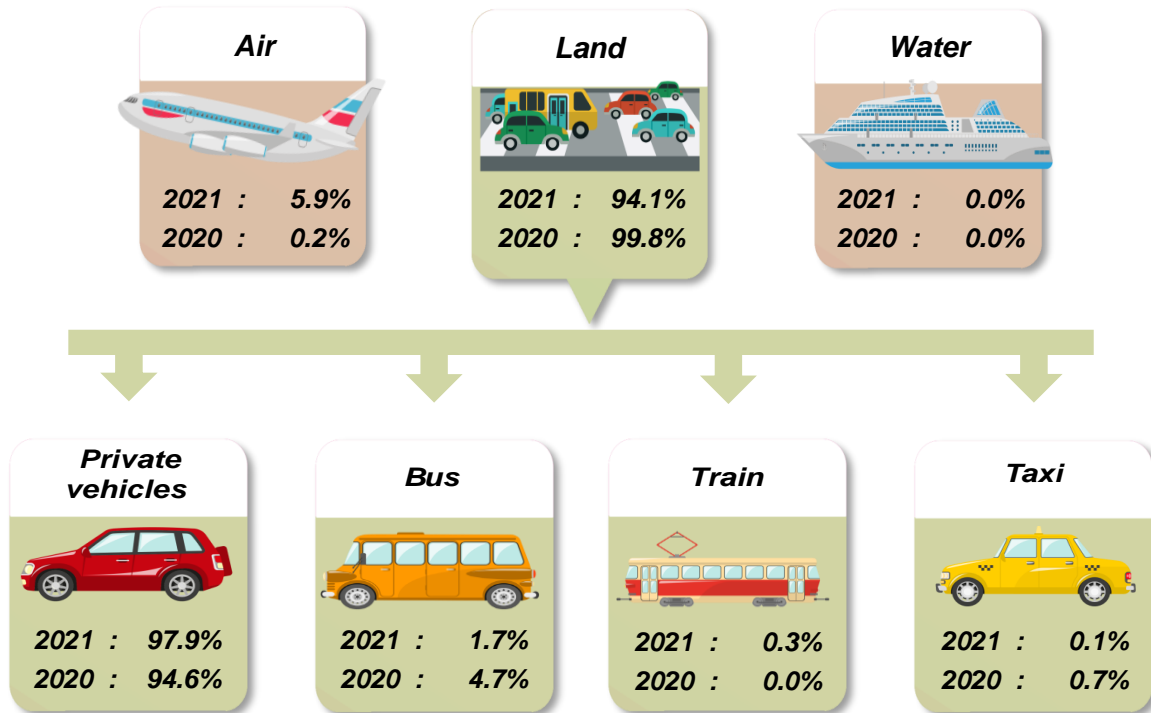 Air
2021 : 5.9%
2020 : 0.2%
Land
2021 : 94.1%
2020 : 99.8%
Water
2021 : 0.0%
2020 : 0.0%
Private
vehicles
2021 : 97.9%
2020 : 94.6%
Bus
2021 : 1.7%
2020 : 4.7%
Train
2021 : 0.3%
2020 : 0.0%
Taxi
2021 : 0.1%
2020 : 0.7%